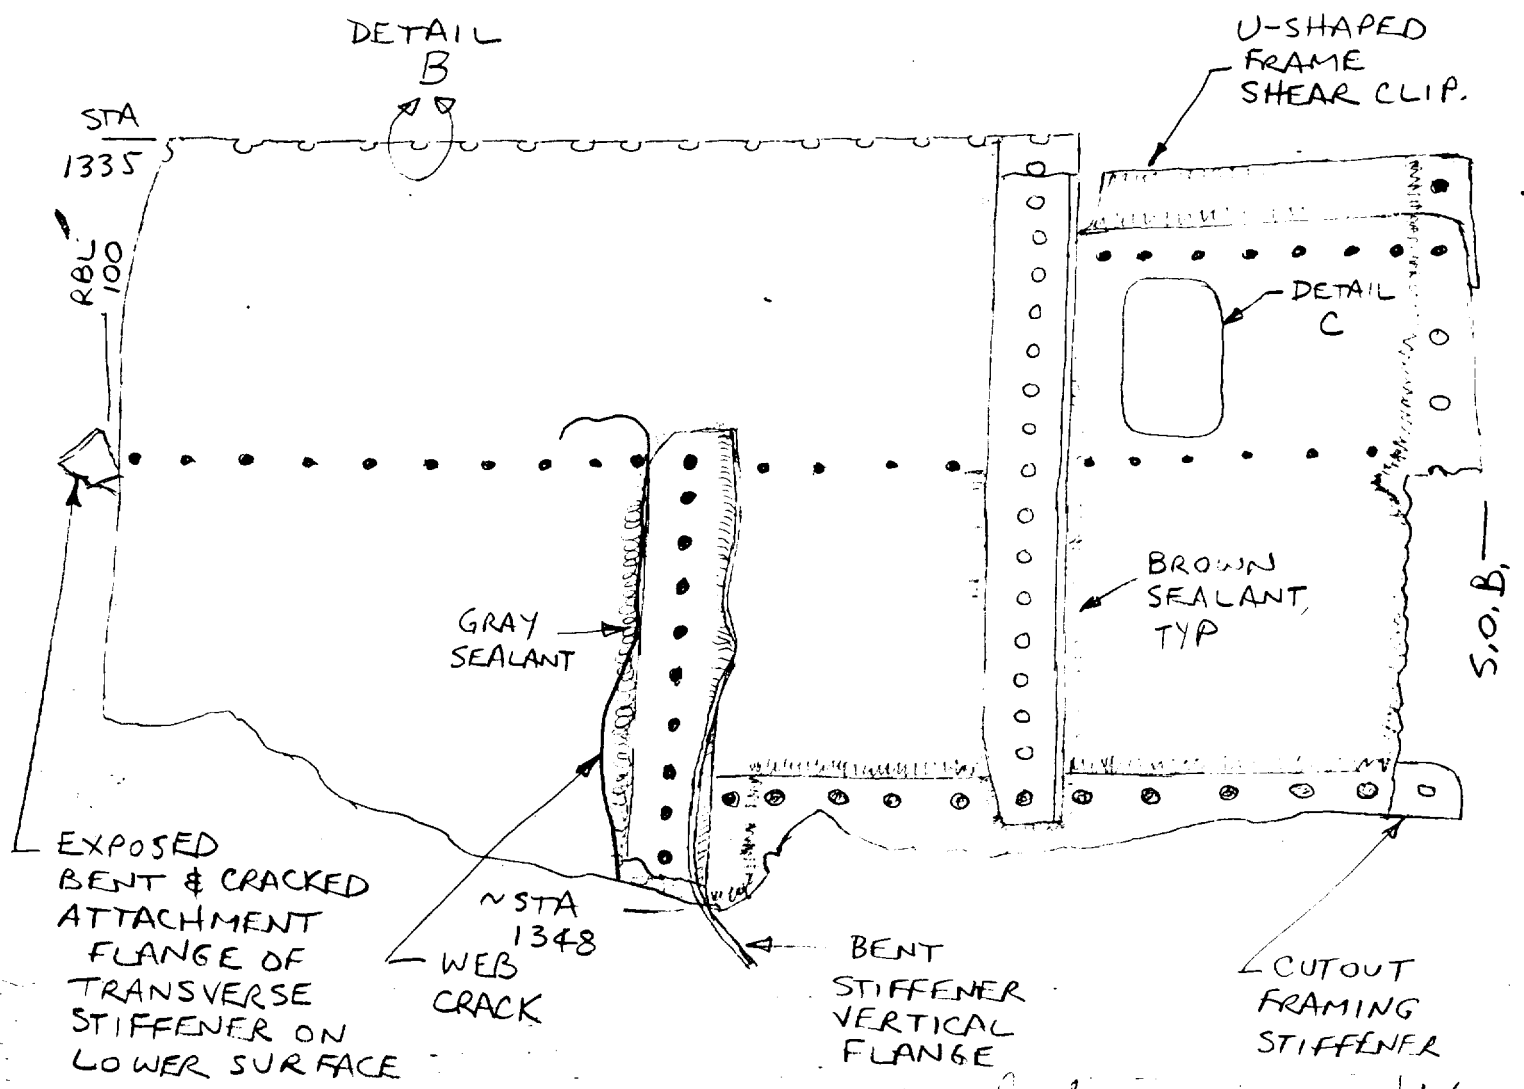 DETAIL
B
U-SHAPED
FRAME
SHEAR CLIP.
STA
1335
RBL
100
DETAIL
C
GRAY
SEALANT
BROWN
SEALANT,
TYP
S.O.B.
EXPOSED
BENT & CRACKED
ATTACHMENT
FLANGE OF
TRANSVERSE
STIFFENER ON
LOWER SURFACE
~STA
1348
WEB
CRACK
BENT
STIFFENER
VERTICAL
FLANGE
CUTOUT
FRAMING
STIFFENER